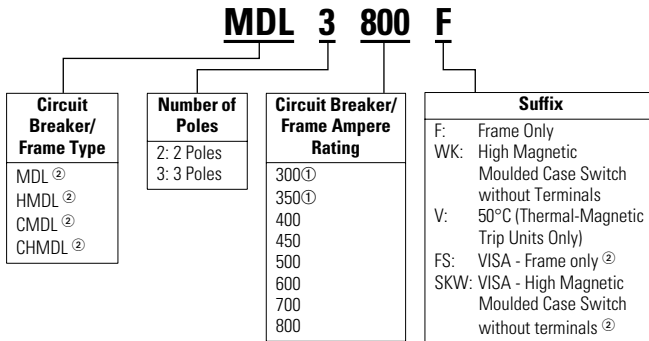 MDL 3 800 F
Circuit
Breaker/
Frame Type
MDL ②
HMDL ②
CMDL ②
CHMDL ②
Number of
Poles
2: 2 Poles
3: 3 Poles
Circuit Breaker/
Frame Ampere
Rating
300①
350①
400
450
500
600
700
800
Suffix
F: Frame Only
WK: High Magnetic
Moulded Case Switch
without Terminals
V: 50°C (Thermal-Magnetic
Trip Units Only)
FS: VISA - Frame only ②
SKW: VISA - High Magnetic
Moulded Case Switch
without terminals ②